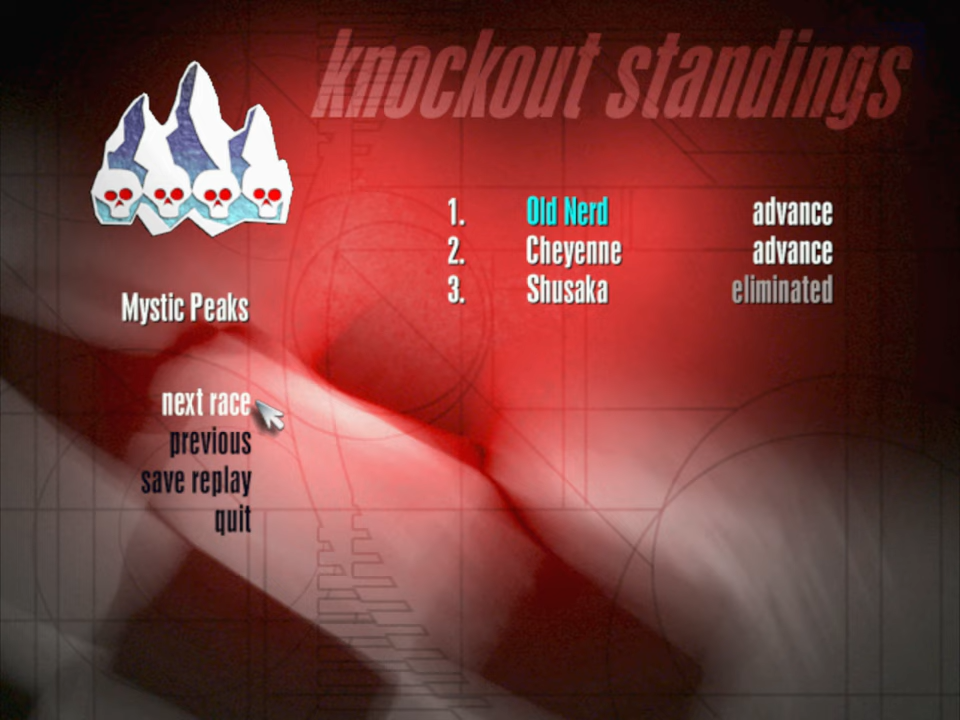 knockout standings
1. Old Nerd advance
2. Cheyenne advance
3. Shusaka eliminated
Mystic Peaks
next race
previous
save replay
quit